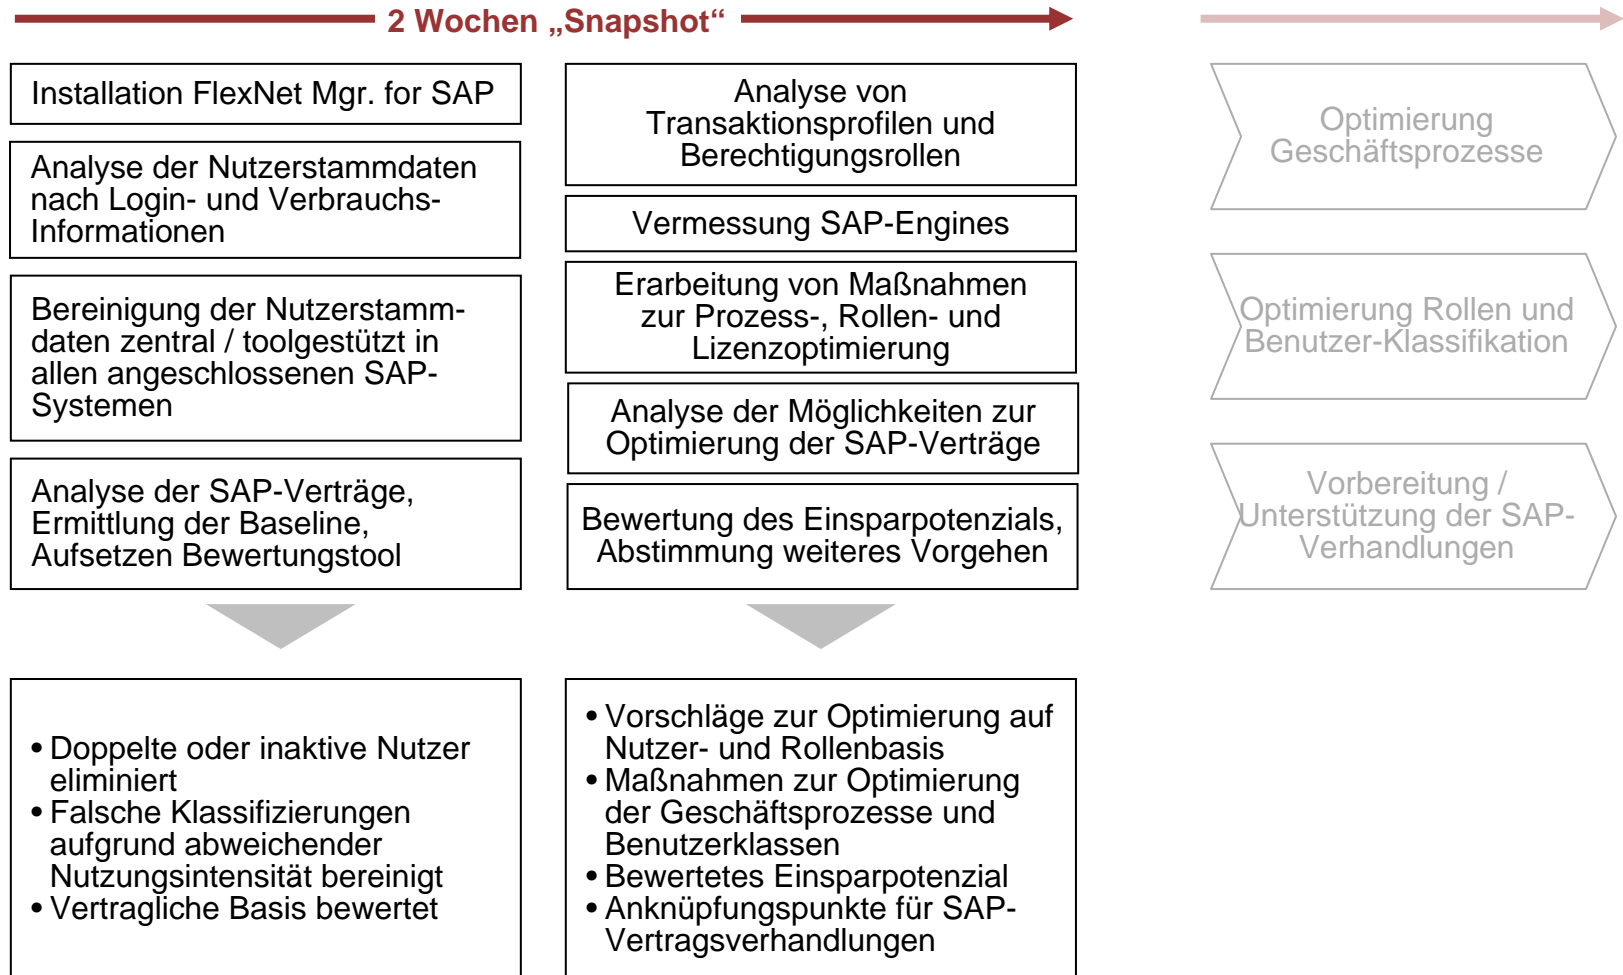 2 Wochen „Snapshot“
Installation FlexNet Mgr. for SAP
Analyse der Nutzerstammdaten
nach Login- und Verbrauchs-
Informationen
Bereinigung der Nutzerstamm-
daten zentral / toolgestützt in
allen angeschlossenen SAP-
Systemen
Analyse der SAP-Verträge,
Ermittlung der Baseline,
Aufsetzen Bewertungstool
• Doppelte oder inaktive Nutzer
eliminiert
• Falsche Klassifizierungen
aufgrund abweichender
Nutzungsintensität bereinigt
• Vertragliche Basis bewertet
Analyse von
Transaktionsprofilen und
Berechtigungsrollen
Vermessung SAP-Engines
Erarbeitung von Maßnahmen
zur Prozess-, Rollen- und
Lizenzoptimierung
Analyse der Möglichkeiten zur
Optimierung der SAP-Verträge
Bewertung des Einsparpotenzials,
Abstimmung weiteres Vorgehen
• Vorschläge zur Optimierung auf
Nutzer- und Rollenbasis
• Maßnahmen zur Optimierung
der Geschäftsprozesse und
Benutzerklassen
• Bewertetes Einsparpotenzial
• Anknüpfungspunkte für SAP-
Vertragsverhandlungen
Optimierung
Geschäftsprozesse
Optimierung Rollen und
Benutzer-Klassifikation
Vorbereitung /
Unterstützung der SAP-
Verhandlungen